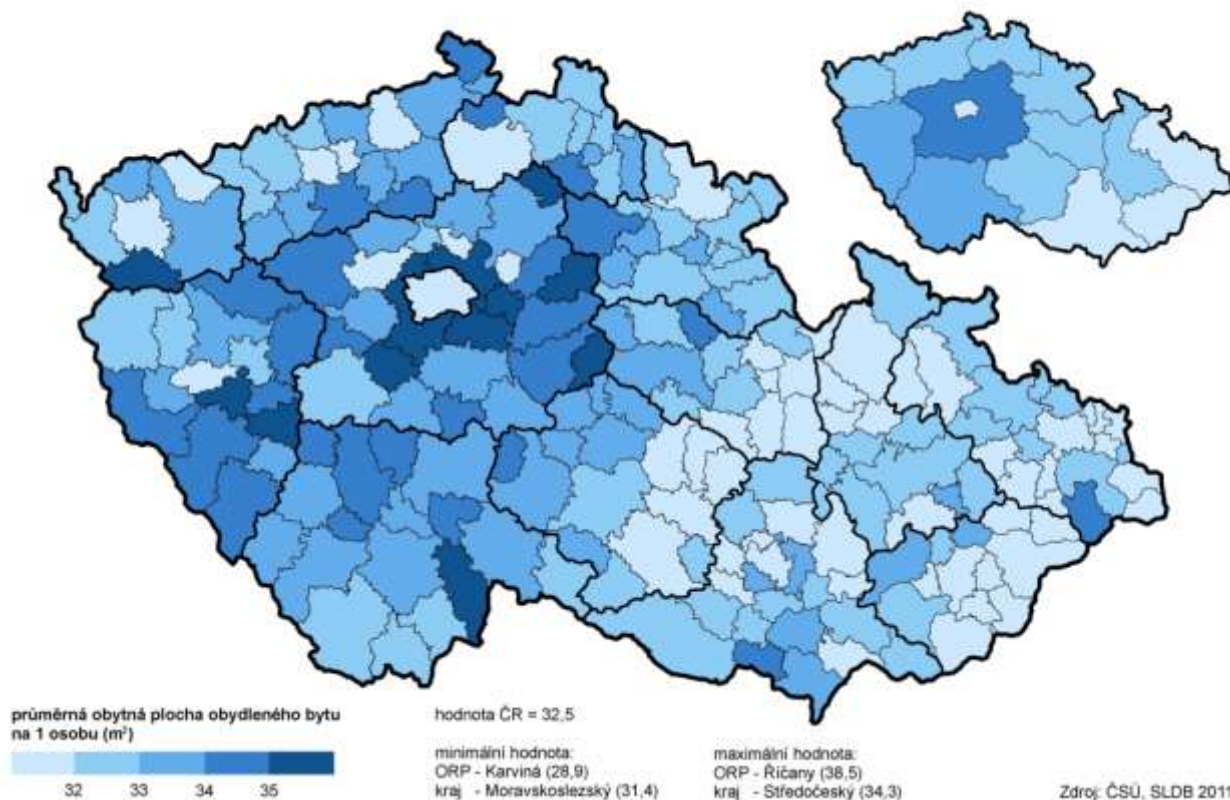 průměrná obytná plocha obydleného bytu
na 1 osobu (m²)
32 33 34 35
hodnota ČR = 32,5
minimální hodnota:
ORP - Karviná (28,9)
kraj - Moravskoslezský (31,4)
maximální hodnota:
ORP - Říčany (38,5)
kraj - Středočeský (34,3)
Zdroj: ČSÚ, SLDB 2011